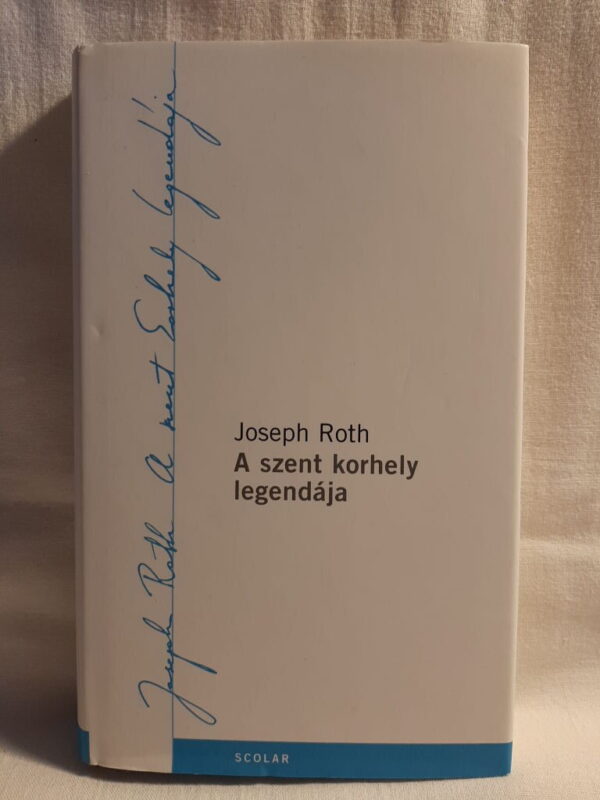 Joseph Roth A szent korhely legendája
Joseph Roth
A szent korhely
legendája
SCOLAR